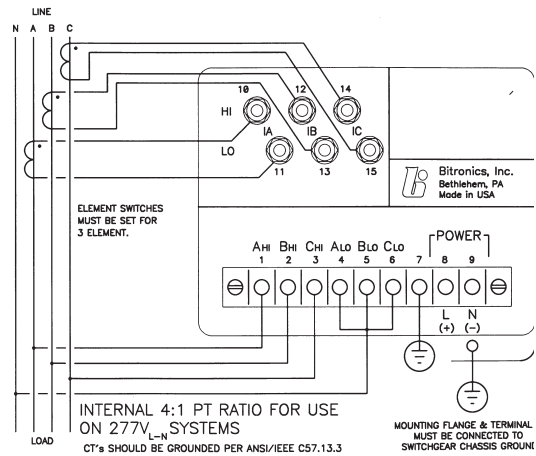 LINE
N A B C
10 12 14
HI
IA IB IC
LO
11 13 15
Bitronics, Inc.
Bethlehem, PA
Made in USA
ELEMENT SWITCHES
MUST BE SET FOR
3 ELEMENT.
POWER
AHI BHI CHI ALO BLO CLO
1 2 3 4 5 6 7 8 9
L N
(+) (-)
INTERNAL 4:1 PT RATIO FOR USE
ON 277VL-N SYSTEMS
LOAD
CT's SHOULD BE GROUNDED PER ANSI/IEEE C57.13.3
MOUNTING FLANGE & TERMINAL
MUST BE CONNECTED TO
SWITCHGEAR CHASSIS GROUND